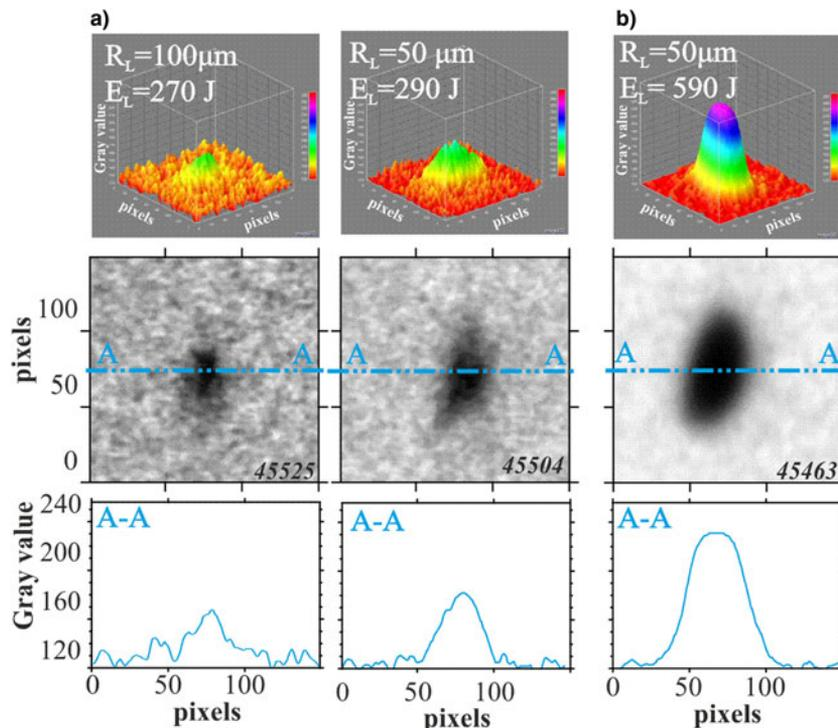 a)
b)
R_L=100μm
E_L=270 J
R_L=50 μm
E_L=290 J
R_L=50μm
E_L= 590 J
Gray value
pixels
pixels
Gray value
pixels
pixels
Gray value
pixels
pixels
pixels
100
50
0
A A
45525
A A
45504
A A
45463
Gray value
240
200
160
120
A-A
A-A
A-A
0 100
50 100
0 50 100
pixels
pixels
pixels